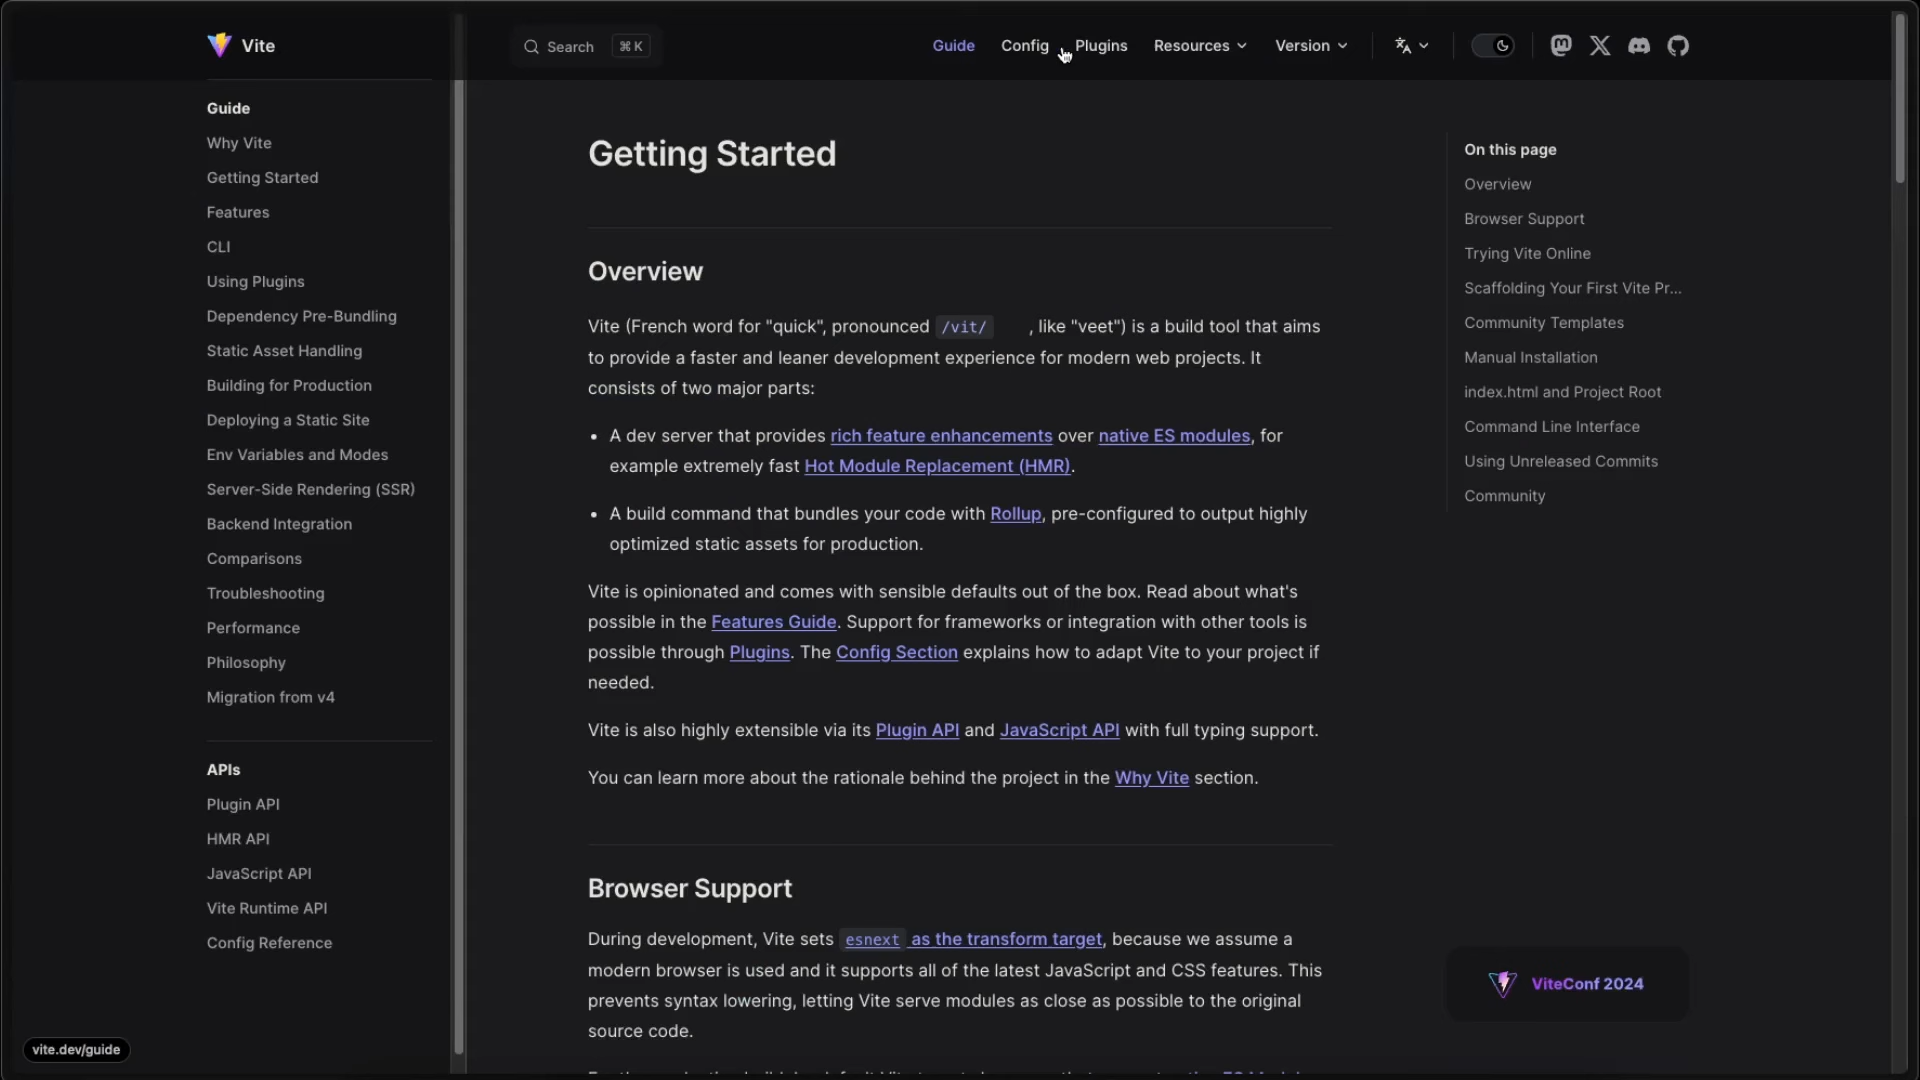 Vite
Search ⌘ K
Guide
Config
Plugins
Resources
Version
Guide
Why Vite
Getting Started
Features
CLI
Using Plugins
Dependency Pre-Bundling
Static Asset Handling
Building for Production
Deploying a Static Site
Env Variables and Modes
Server-Side Rendering (SSR)
Backend Integration
Comparisons
Troubleshooting
Performance
Philosophy
Migration from v4
APIs
Plugin API
HMR API
JavaScript API
Vite Runtime API
Config Reference
vite.dev/guide
Getting Started
Overview
Vite (French word for "quick", pronounced /vit/ , like "veet") is a build tool that aims
to provide a faster and leaner development experience for modern web projects. It
consists of two major parts:
• A dev server that provides rich feature enhancements over native ES modules, for
example extremely fast Hot Module Replacement (HMR).
• A build command that bundles your code with Rollup, pre-configured to output highly
optimized static assets for production.
Vite is opinionated and comes with sensible defaults out of the box. Read about what's
possible in the Features Guide. Support for frameworks or integration with other tools is
possible through Plugins. The Config Section explains how to adapt Vite to your project if
needed.
Vite is also highly extensible via its Plugin API and JavaScript API with full typing support.
You can learn more about the rationale behind the project in the Why Vite section.
Browser Support
During development, Vite sets esnext as the transform target, because we assume a
modern browser is used and it supports all of the latest JavaScript and CSS features. This
prevents syntax lowering, letting Vite serve modules as close as possible to the original
source code.
On this page
Overview
Browser Support
Trying Vite Online
Scaffolding Your First Vite Pr...
Community Templates
Manual Installation
index.html and Project Root
Command Line Interface
Using Unreleased Commits
Community
ViteConf 2024